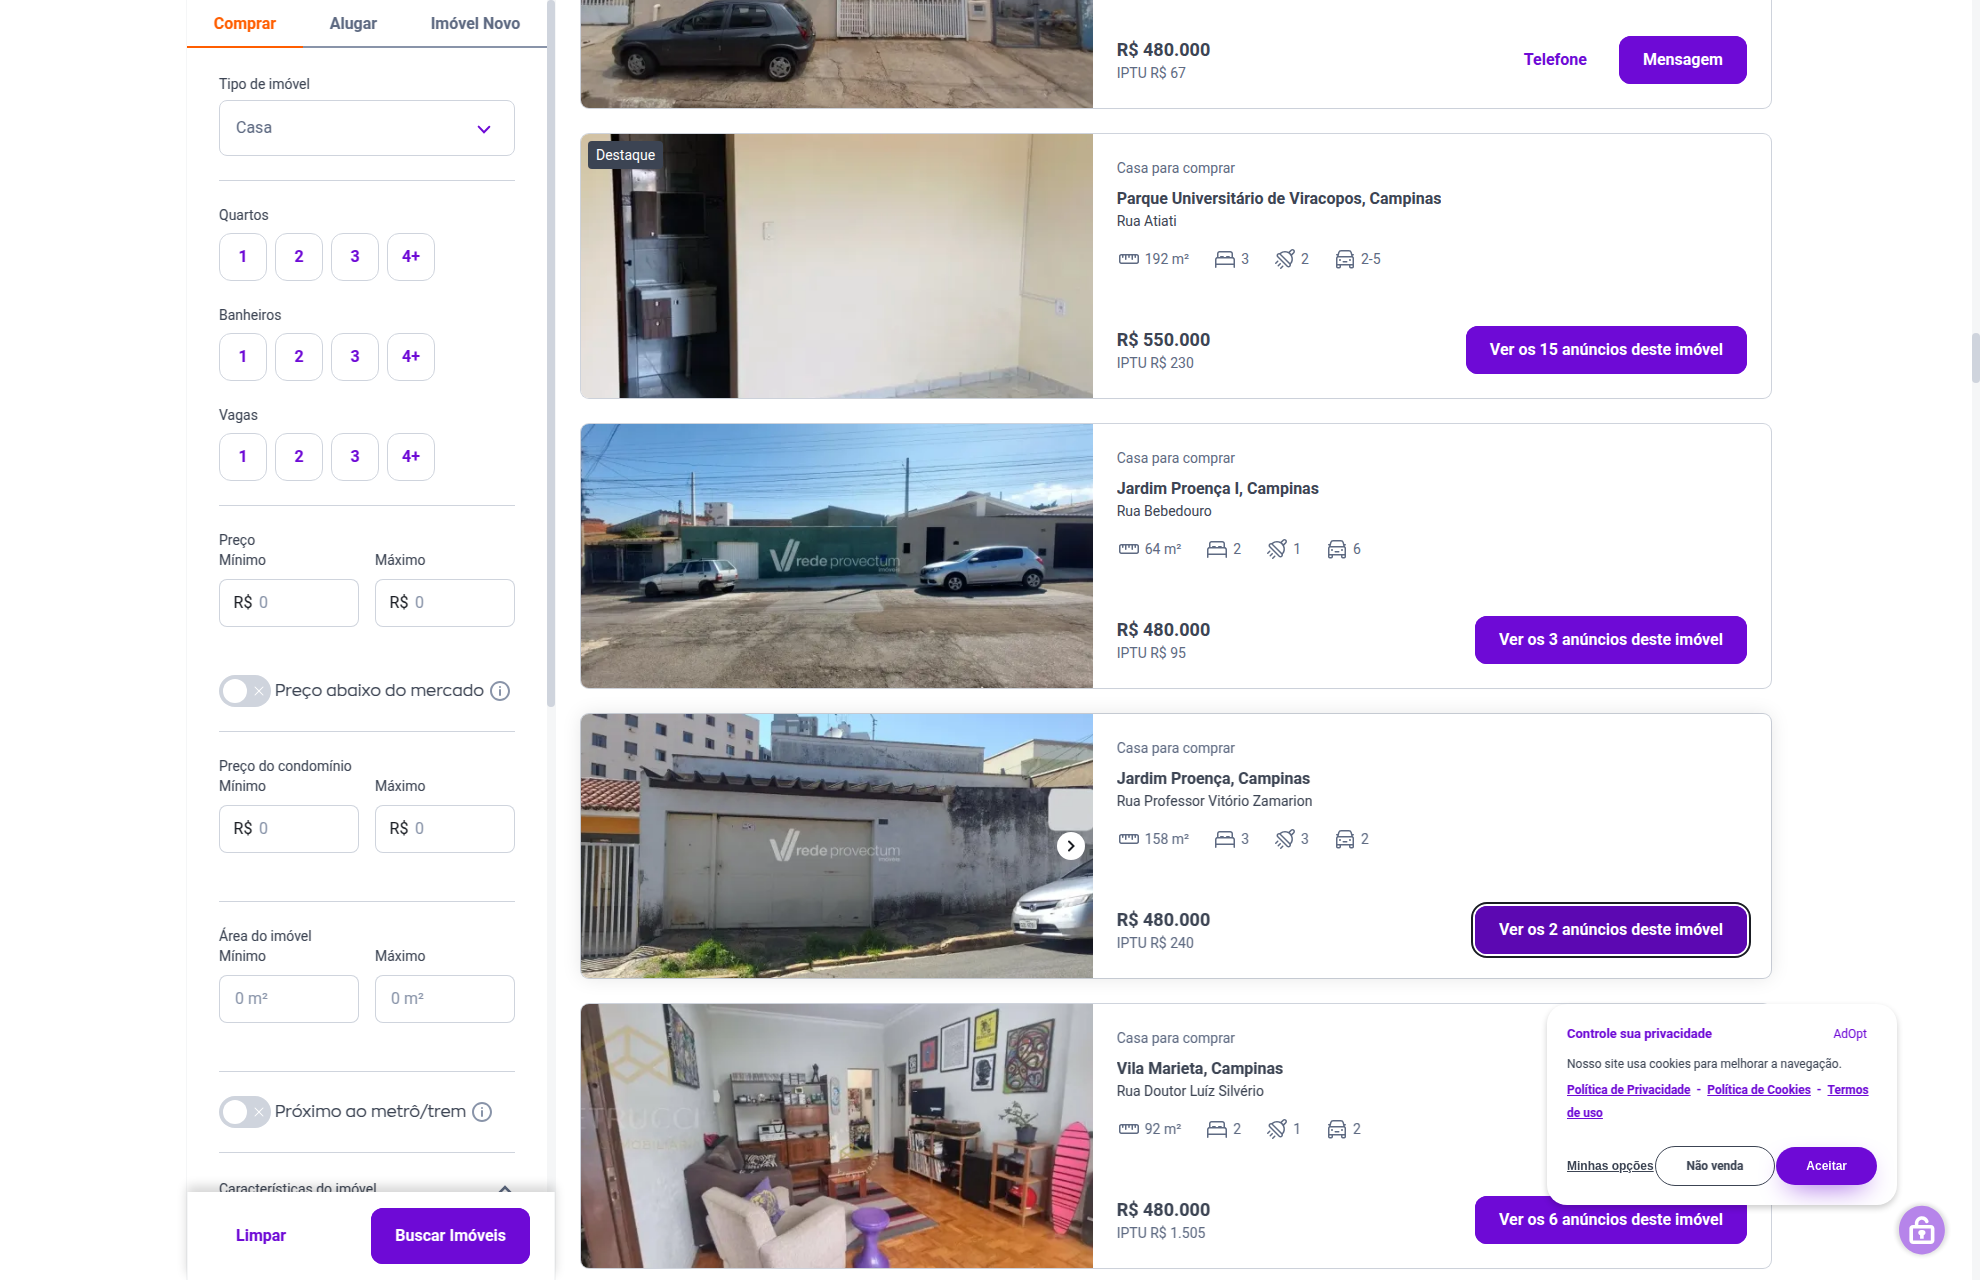 Comprar Alugar Imóvel Novo
Tipo de imóvel
Casa
Quartos
1 2 3 4+
Banheiros
1 2 3 4+
Vagas
1 2 3 4+
Preço
Mínimo Máximo
R$ 0 R$ 0
Preço abaixo do mercado
Preço do condomínio
Mínimo Máximo
R$ 0 R$ 0
Área do imóvel
Mínimo Máximo
0 m² 0 m²
Próximo ao metrô/trem
Características do imóvel
Limpar Buscar Imóveis
R$ 480.000
IPTU R$ 67
Telefone Mensagem
Destaque
Casa para comprar
Parque Universitário de Viracopos, Campinas
Rua Atiati
192 m² 3 2 2-5
R$ 550.000
IPTU R$ 230
Ver os 15 anúncios deste imóvel
rede provectum
imóveis
Casa para comprar
Jardim Proença I, Campinas
Rua Bebedouro
64 m² 2 1 6
R$ 480.000
IPTU R$ 95
Ver os 3 anúncios deste imóvel
rede provectum
imóveis
Casa para comprar
Jardim Proença, Campinas
Rua Professor Vitório Zamarion
158 m² 3 3 2
R$ 480.000
IPTU R$ 240
Ver os 2 anúncios deste imóvel
Casa para comprar
Vila Marieta, Campinas
Rua Doutor Luíz Silvério
92 m² 2 1 2
R$ 480.000
IPTU R$ 1.505
Ver os 6 anúncios deste imóvel
Controle sua privacidade AdOpt
Nosso site usa cookies para melhorar a navegação.
Política de Privacidade - Política de Cookies - Termos
de uso
Minhas opções Não venda Aceitar